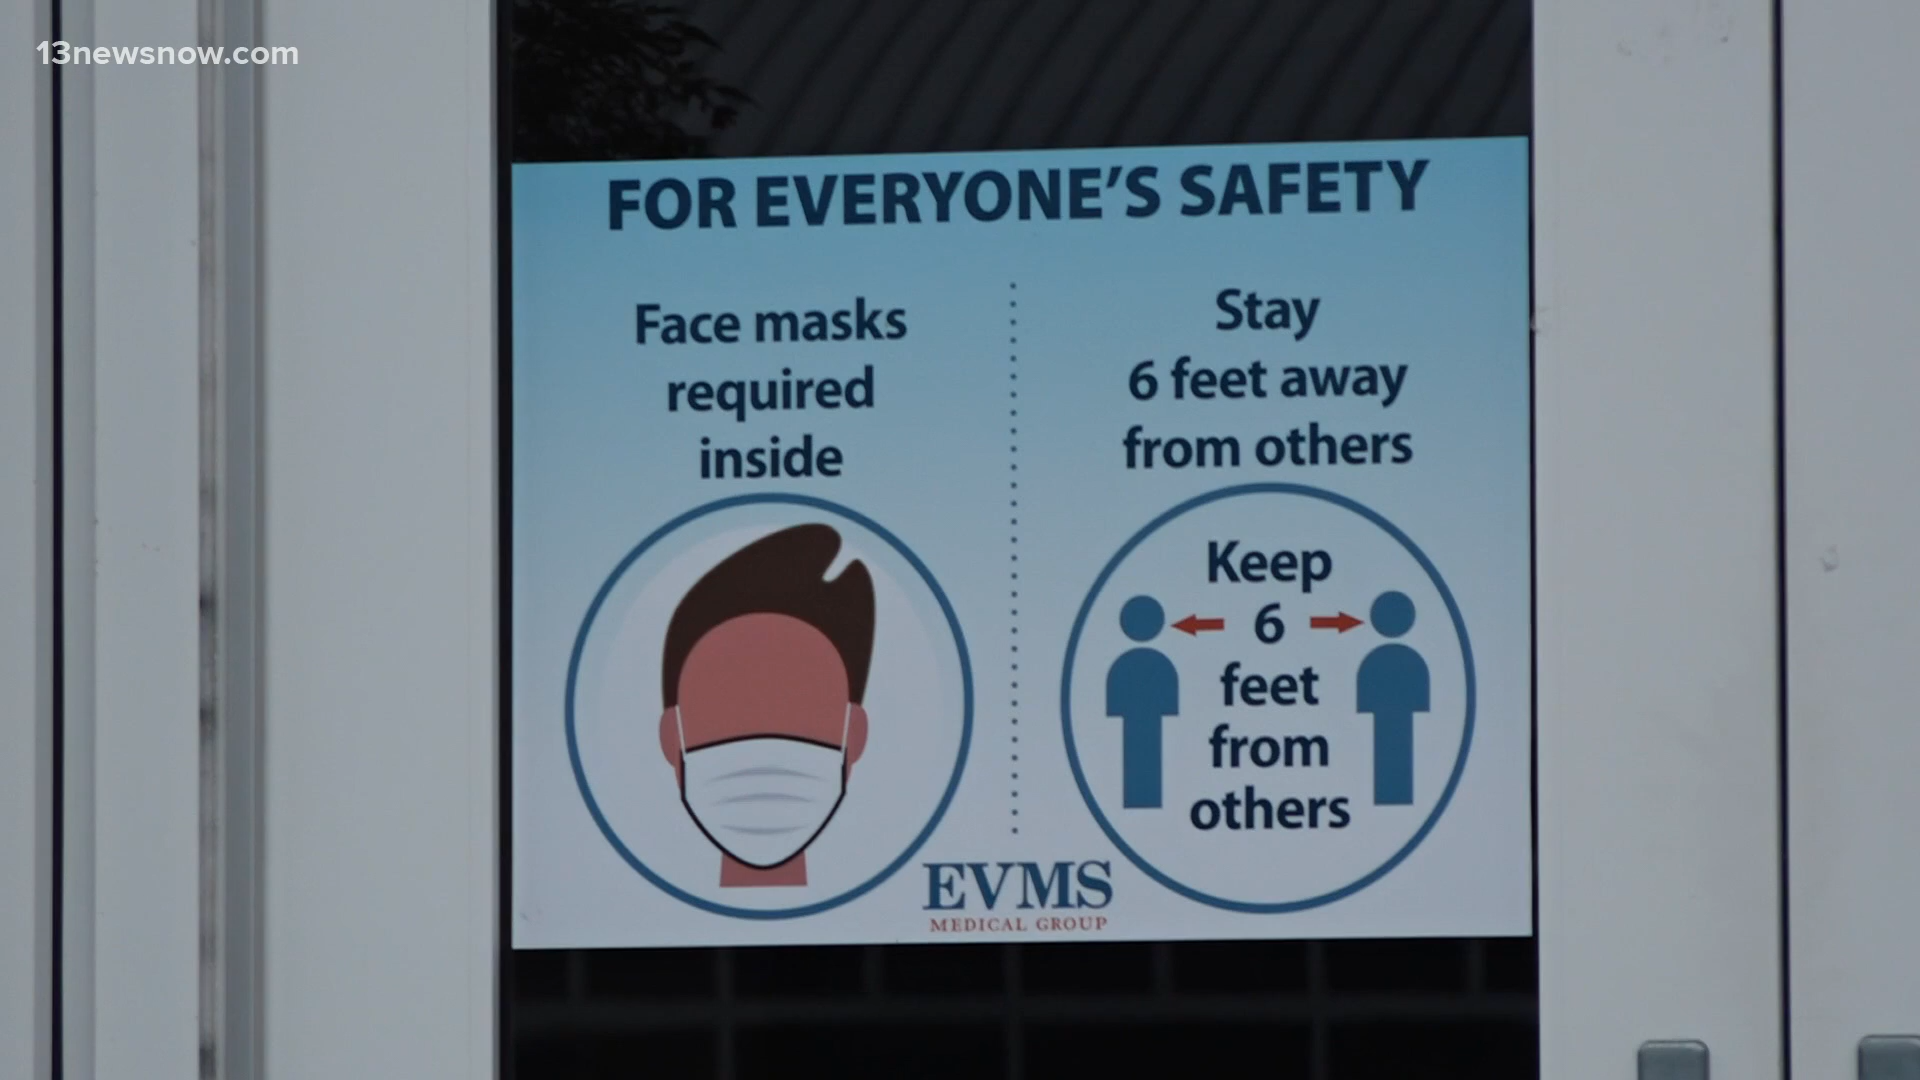 13newsnow.com
FOR EVERYONE'S SAFETY
Face masks
required
inside
Stay
6 feet away
from others
Keep
6
feet
from
others
EVMS
MEDICAL GROUP